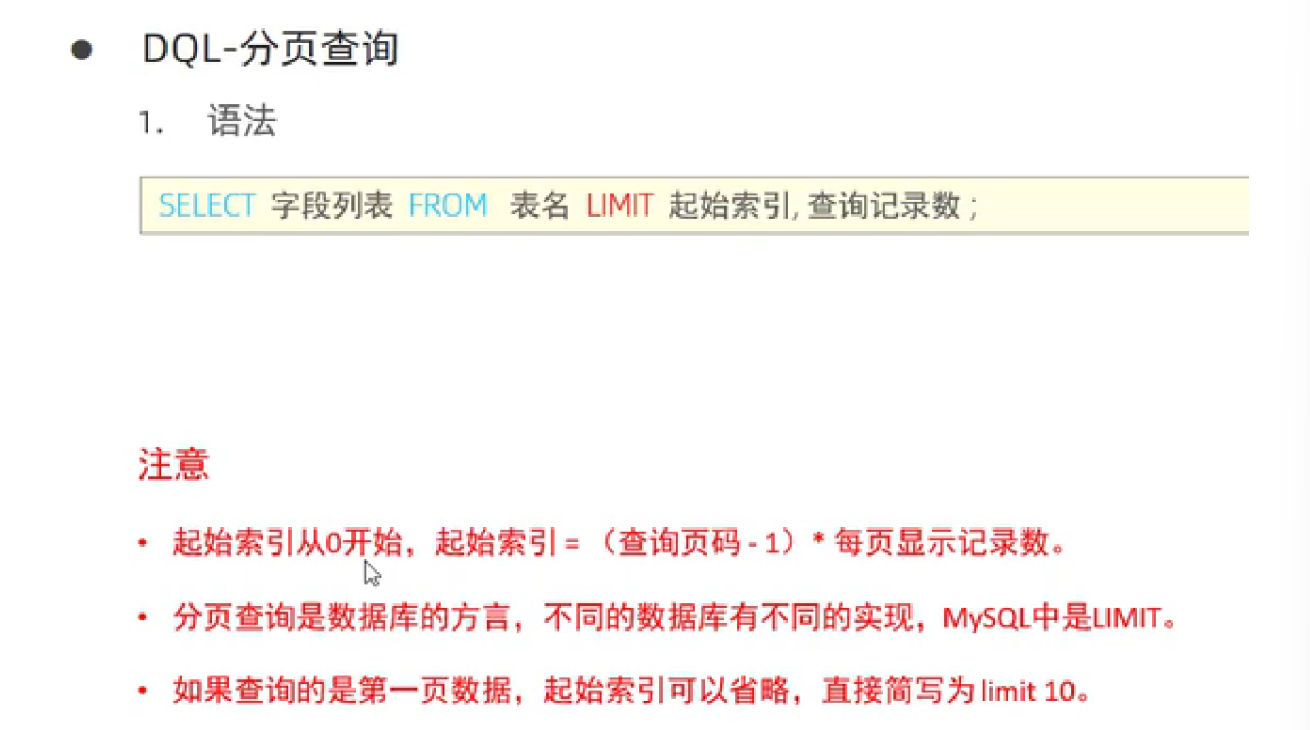 DQL-分页查询
1. 语法
SELECT 字段列表 FROM 表名 LIMIT 起始索引, 查询记录数 ;
注意
• 起始索引从0开始，起始索引 = （查询页码 - 1）* 每页显示记录数。
• 分页查询是数据库的方言，不同的数据库有不同的实现，MySQL中是LIMIT。
• 如果查询的是第一页数据，起始索引可以省略，直接简写为 limit 10。